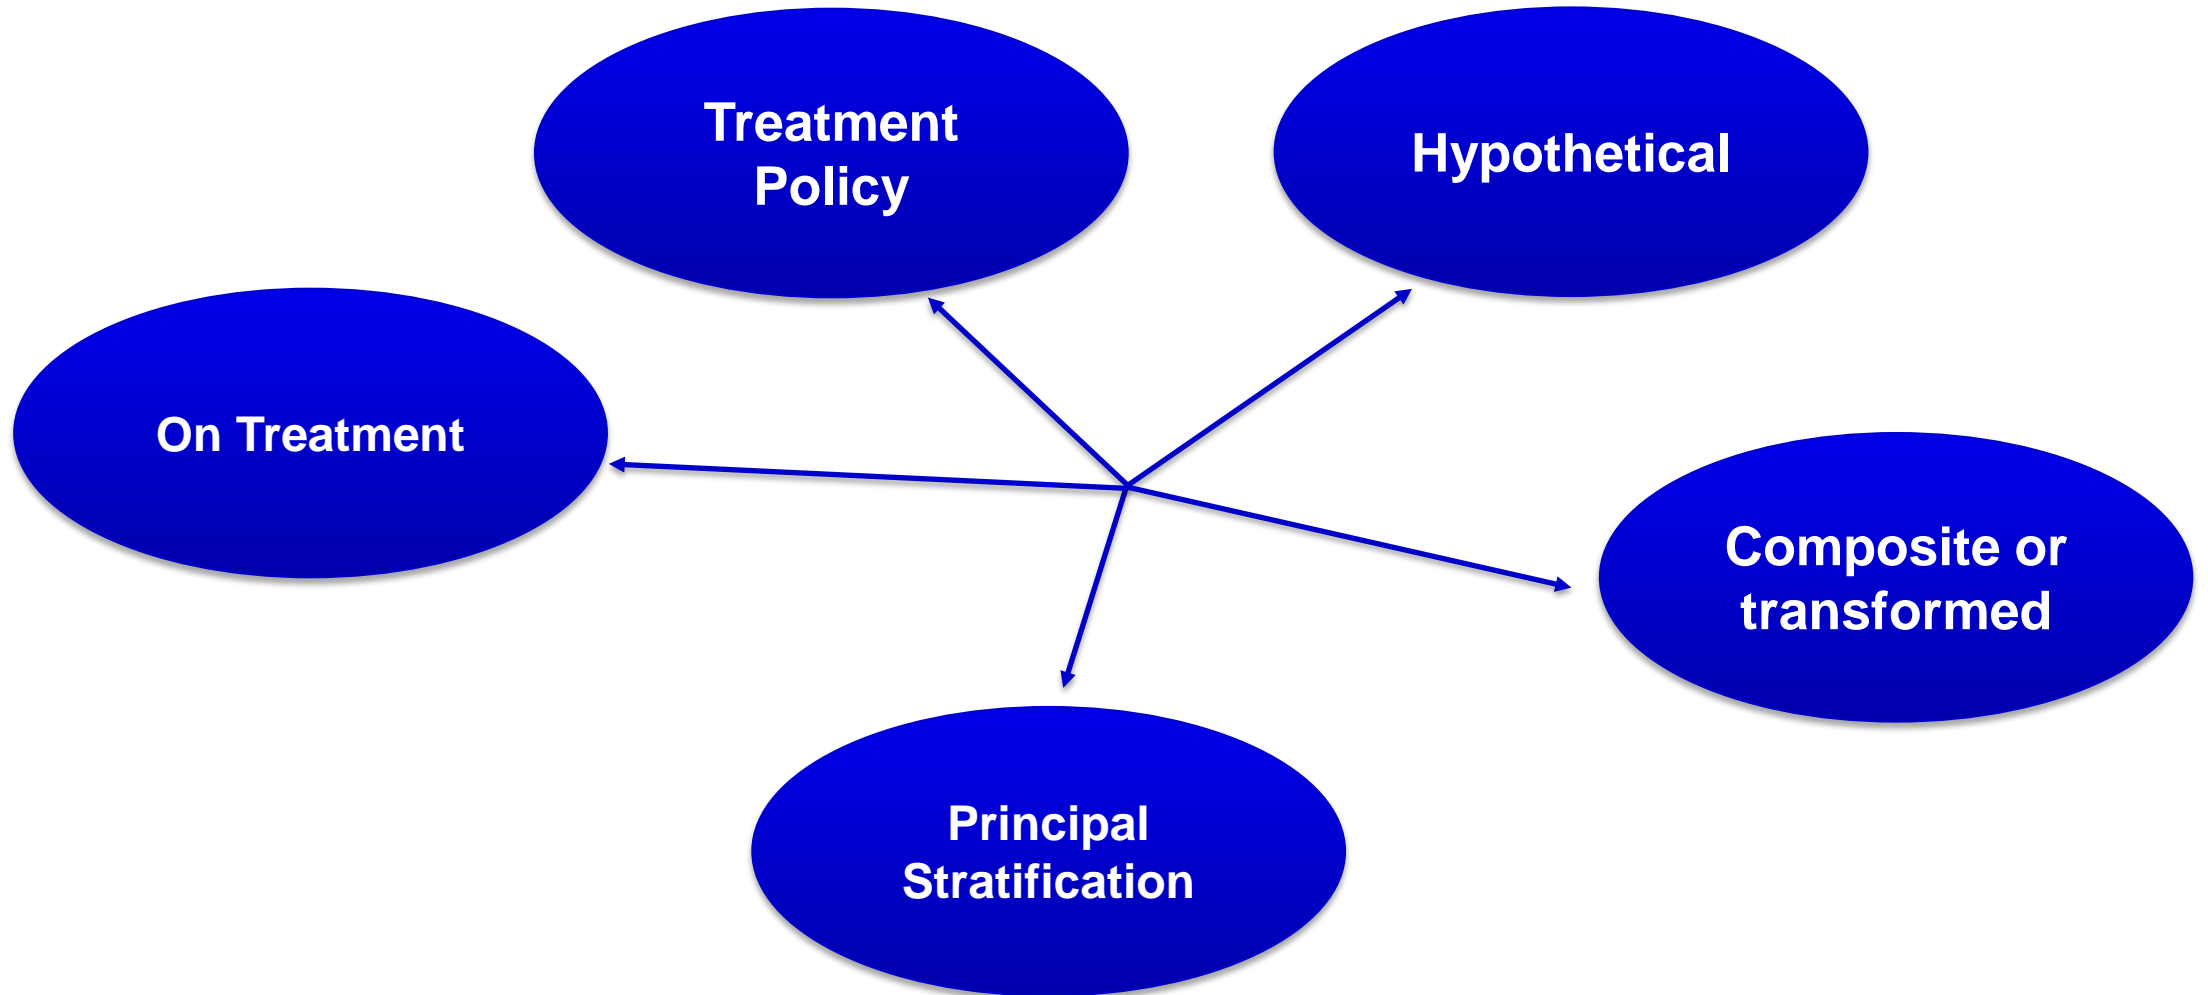 Treatment
Policy
Hypothetical
On Treatment
Composite or
transformed
Principal
Stratification